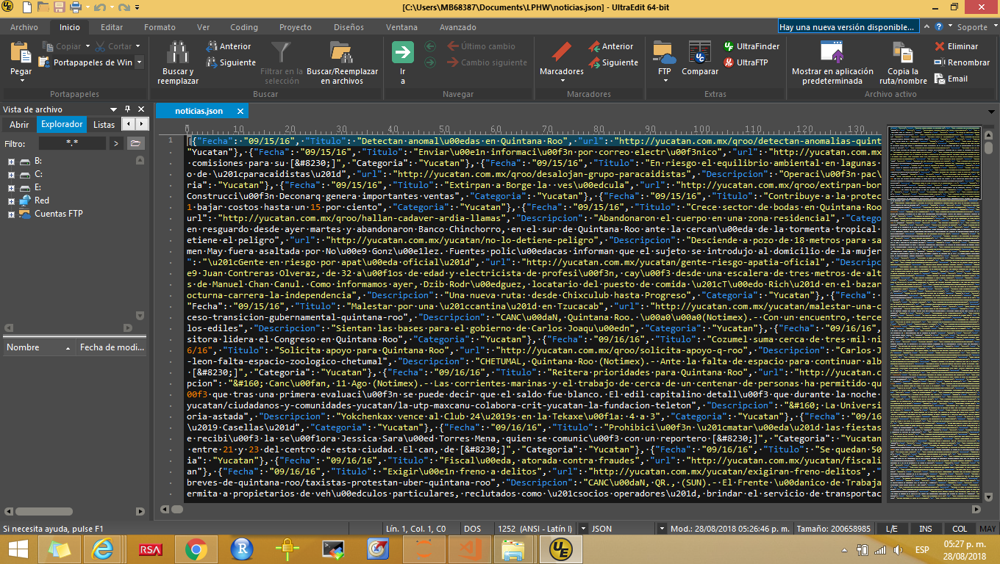 [C:\Users\MB68387\Documents\LPHW\noticias.json] - UltraEdit 64-bit
Archivo Inicio Editar Formato Ver Coding Proyecto Diseños Ventana Avanzado Hay una nueva versión disponible... Soporte
Pegar Copiar Cortar
Portapapeles de Win
Portapapeles
Buscar y reemplazar
Anterior
Siguiente
Filtrar en la selección
Buscar/Reemplazar en archivos
Buscar
Ir a
Último cambio
Cambio siguiente
Navegar
Marcadores
Anterior
Siguiente
Marcadores
FTP
Comparar
UltraFinder
UltraFTP
Extras
Mostrar en aplicación predeterminada
Copia la ruta/nombre
Eliminar
Renombrar
Email
Archivo activo
Vista de archivo
Abrir Explorador Listas
Filtro: *.*
B:
C:
E:
Red
Cuentas FTP
Nombre Fecha de modi...
noticias.json
0 10 20 30 40 50 60 70 80 90 100 110 120 130
1 [{"Fecha":·"09/15/16",·"Titulo":·"Detectan·anomal\u00edas·en·Quintana·Roo",·"url":·"http://yucatan.com.mx/qroo/detectan-anomalias-quint
"Yucatan"},·{"Fecha":·"09/15/16",·"Titulo":·"Enviar\u00e1n·informaci\u00f3n·por·correo·electr\u00f3nico",·"url":·"http://yucatan.com.mx
·comisiones·para·su·[&#8230;]",·"Categoria":·"Yucatan"},·{"Fecha":·"09/15/16",·"Titulo":·"En·riesgo·el·equilibrio·ambiental·en·lagunas
o·de·\u201cparacaidistas\u201d",·"url":·"http://yucatan.com.mx/qroo/desalojan-grupo-paracaidistas",·"Descripcion":·"Operaci\u00f3n·pac\
ria":·"Yucatan"},·{"Fecha":·"09/15/16",·"Titulo":·"Extirpan·a·Borge·la··ves\u00edcula",·"url":·"http://yucatan.com.mx/qroo/extirpan-bor
Construcci\u00f3n·Deconarq·genera·importantes·ventas",·"Categoria":·"Yucatan"},·{"Fecha":·"09/15/16",·"Titulo":·"Contribuye·a·la·protec
1·bajar·costos·hasta·un·15·por·ciento",·"Categoria":·"Yucatan"},·{"Fecha":·"09/15/16",·"Titulo":·"Crece·sector·de·bodas·en·Quintana·Roo
url":·"http://yucatan.com.mx/qroo/hallan-cadaver-ardia-llamas",·"Descripcion":·"Abandonaron·el·cuerpo·en·una·zona·residencial",·"Catego
en·resguardo·desde·ayer·martes·y·abandonaron·Banco·Chinchorro,·en·el·sur·de·Quintana·Roo·ante·la·cercan\u00eda·de·la·tormenta·tropical·
etiene·el·peligro",·"url":·"http://yucatan.com.mx/yucatan/no-lo-detiene-peligro",·"Descripcion":·"Desciende·a·pozo·de·18·metros·para·sa
men·May·fuera·asaltada·por·No\u00e9·Gonz\u00e1lez.·Fuentes·polic\u00edacas·informan·que·el·sujeto·se·introdujo·al·domicilio·de·la·mujer
":·"\u201cGente·en·riesgo·por·apat\u00eda·oficial\u201d",·"url":·"http://yucatan.com.mx/yucatan/gente-riesgo-apatia-oficial",·"Descripc
e9·Juan·Contreras·Olveraz,·de·32·a\u00f1os·de·edad·y·electricista·de·profesi\u00f3n,·cay\u00f3·desde·una·escalera·de·tres·metros·de·alt
s·de·Manuel·Chan·Canul.·Como·informamos·ayer,·Dzib·Rodr\u00edguez,·locatario·del·puesto·de·comida·\u201cT\u00edo·Rich\u201d·en·el·bazar
octurna-carrera-la-independencia",·"Descripcion":·"Una·nueva·ruta:·desde·Chixculub·hasta·Progreso",·"Categoria":·"Yucatan"},·{"Fecha":·
"Fecha":·"09/15/16",·"Titulo":·"Malestar·por·una·\u201ccantina\u201d·en·Tzucacab",·"url":·"http://yucatan.com.mx/yucatan/malestar-una-c
ceso-transicion-gubernamental-quintana-roo",·"Descripcion":·"CANC\u00daN,·Quintana·Roo.·\u00a0\u00a0(Notimex).-·Con·un·encuentro,·terce
los-ediles",·"Descripcion":·"Sientan·las·bases·para·el·gobierno·de·Carlos·Joaqu\u00edn",·"Categoria":·"Yucatan"},·{"Fecha":·"09/16/16",
sitora·lidera·el·Congreso·en·Quintana·Roo",·"Categoria":·"Yucatan"},·{"Fecha":·"09/16/16",·"Titulo":·"Cozumel·suma·cerca·de·tres·mil·ni
6/16",·"Titulo":·"Solicita·apoyo·para·Quintana·Roo",·"url":·"http://yucatan.com.mx/qroo/solicita-apoyo-q-roo",·"Descripcion":·"Carlos·J
-leon-falta-espacio-zoologico-chetumal",·"Descripcion":·"CHETUMAL,·Quintana·Roo·(Notimex).-·Ante·la·falta·de·espacio·para·continuar·alb
·[&#8230;]",·"Categoria":·"Yucatan"},·{"Fecha":·"09/16/16",·"Titulo":·"Reitera·prioridades·para·Quintana·Roo",·"url":·"http://yucatan.c
pcion":·"&#160;·Canc\u00fan,·11·Ago·(Notimex).-·Las·corrientes·marinas·y·el·trabajo·de·cerca·de·un·centenar·de·personas·ha·permitido·qu
00f3·que·tras·una·primera·evaluaci\u00f3n·se·puede·decir·que·el·saldo·fue·blanco.·El·edil·capitalino·detall\u00f3·que·durante·la·noche·
yucatan/ciudadanos-y-comunidades-yucatan/la-utp-maxcanu-colabora-crit-yucatan-la-fundacion-teleton",·"Descripcion":·"&#160;·La·Universi
oria-astada",·"Descripcion":·"Yokchenkax·vence·al·Club·24\u2019s·en·la·Tekaxe\u00f1a:·4·a·3",·"Categoria":·"Yucatan"},·{"Fecha":·"09/16
\u2019·Casellas\u201d",·"Categoria":·"Yucatan"},·{"Fecha":·"09/16/16",·"Titulo":·"Prohibici\u00f3n·\u201cmatar\u00eda\u201d·las·fiestas
e·recibi\u00f3·la·se\u00f1ora·Jessica·Sara\u00ed·Torres·Mena,·quien·se·comunic\u00f3·con·un·reportero·[&#8230;]",·"Categoria":·"Yucatan
·entre·21·y·23·del·centro·de·esta·ciudad.·El·can,·de·[&#8230;]",·"Categoria":·"Yucatan"},·{"Fecha":·"09/16/16",·"Titulo":·"Se·quedan·50
ia":·"Yucatan"},·{"Fecha":·"09/16/16",·"Titulo":·"Fiscal\u00eda,·atorada·contra·fraudes",·"url":·"http://yucatan.com.mx/yucatan/fiscali
an"},·{"Fecha":·"09/16/16",·"Titulo":·"Exigir\u00e1n·freno·a·delitos",·"url":·"http://yucatan.com.mx/yucatan/exigiran-freno-delitos",·"
breves-de-quintana-roo/taxistas-protestan-uber-quintana-roo",·"Descripcion":·"CANC\u00daN,·QR.,·(SUN).-·El·Frente·\u00danico·de·Trabaja
ermita·a·propietarios·de·veh\u00edculos·particulares,·reclutados·como·\u201csocios·operadores\u201d,·brindar·el·servicio·de·transportac
Si necesita ayuda, pulse F1 Lín. 1, Col. 1, C0 DOS 1252 (ANSI - Latín I) JSON Mod.: 28/08/2018 05:26:46 p. m. Tamaño: 200658985 L/E INS COL MAY
RSA R UE ESP 05:27 p. m.
28/08/2018